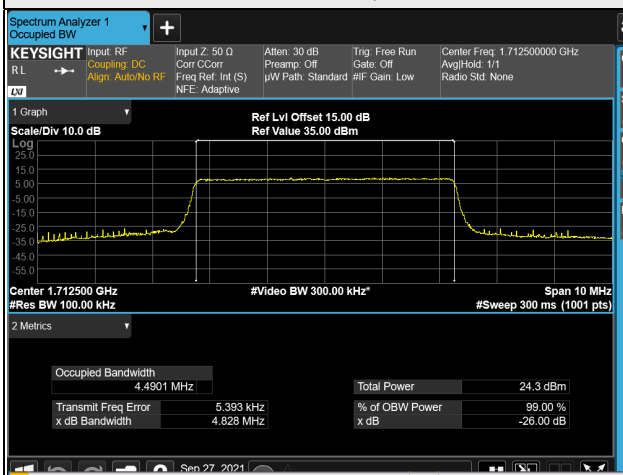 Spectrum Analyzer 1
Occupied BW
KEYSIGHT
RL
LXI
Input: RF
Coupling: DC
Align: Auto/No RF
Input Z: 50 Ω
Corr CCorr
Freq Ref: Int (S)
NFE: Adaptive
Atten: 30 dB
Preamp: Off
µW Path: Standard
Trig: Free Run
Gate: Off
#IF Gain: Low
Center Freq: 1.712500000 GHz
Avg|Hold: 1/1
Radio Std: None
1 Graph
Scale/Div 10.0 dB
Ref Lvl Offset 15.00 dB
Ref Value 35.00 dBm
Log
25.0
15.0
5.00
-5.00
-15.0
-25.0
-35.0
-45.0
-55.0
Center 1.712500 GHz
#Res BW 100.00 kHz
#Video BW 300.00 kHz*
Span 10 MHz
#Sweep 300 ms (1001 pts)
2 Metrics
Occupied Bandwidth
4.4901 MHz
Total Power 24.3 dBm
Transmit Freq Error 5.393 kHz
% of OBW Power 99.00 %
x dB Bandwidth 4.828 MHz
x dB -26.00 dB
Sep 27, 2021